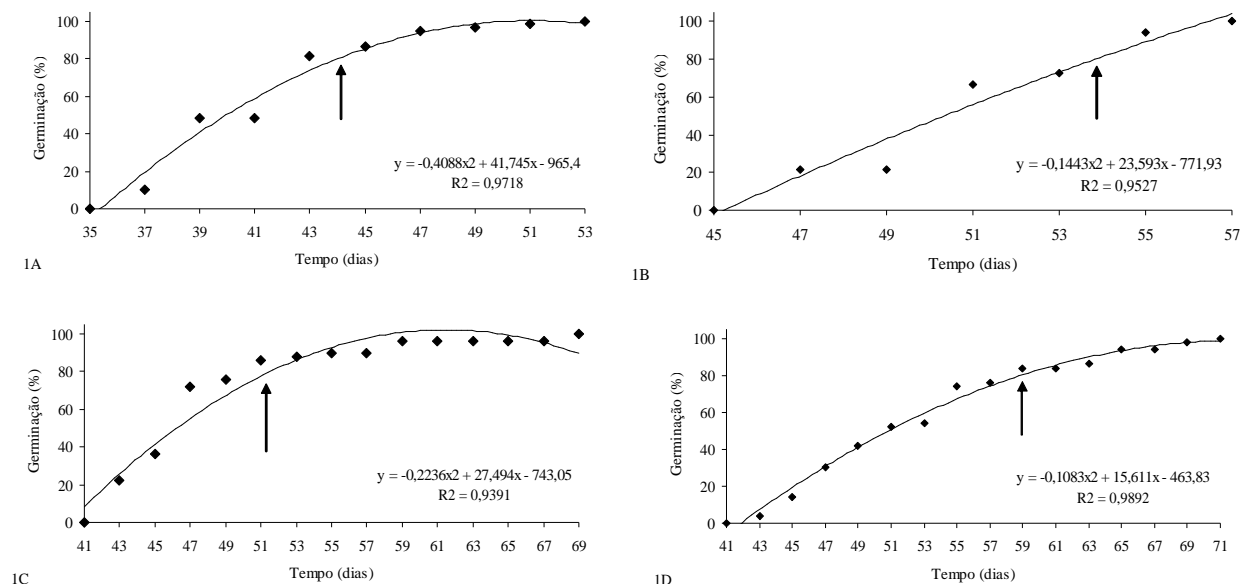 100
80
60
40
20
0
Germinação (%)
35 37 39 41 43 45 47 49 51 53
Tempo (dias)
y = -0,4088x2 + 41,745x - 965,4
R2 = 0,9718
1A
100
80
60
40
20
0
Germinação (%)
45 47 49 51 53 55 57
Tempo (dias)
y = -0,1443x2 + 23,593x - 771,93
R2 = 0,9527
1B
100
80
60
40
20
0
Germinação (%)
41 43 45 47 49 51 53 55 57 59 61 63 65 67 69
Tempo (dias)
y = -0,2236x2 + 27,494x - 743,05
R2 = 0,9391
1C
100
80
60
40
20
0
Germinação (%)
41 43 45 47 49 51 53 55 57 59 61 63 65 67 69 71
Tempo (dias)
y = -0,1083x2 + 15,611x - 463,83
R2 = 0,9892
1D